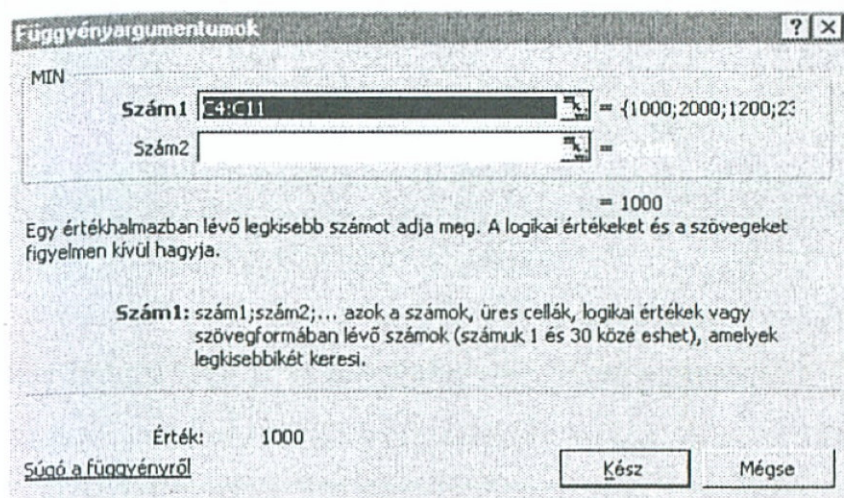 Függvényargumentumok
MIN
Szám1 C4:C11 = {1000;2000;1200;23
Szám2 =
= 1000
Egy értékhalmazban lévő legkisebb számot adja meg. A logikai értékeket és a szövegeket
figyelmen kívül hagyja.
Szám1: szám1;szám2;... azok a számok, üres cellák, logikai értékek vagy
szövegformában lévő számok (számuk 1 és 30 közé eshet), amelyek
legkisebbikét keresi.
Érték: 1000
Súgó a függvényről Kész Mégse